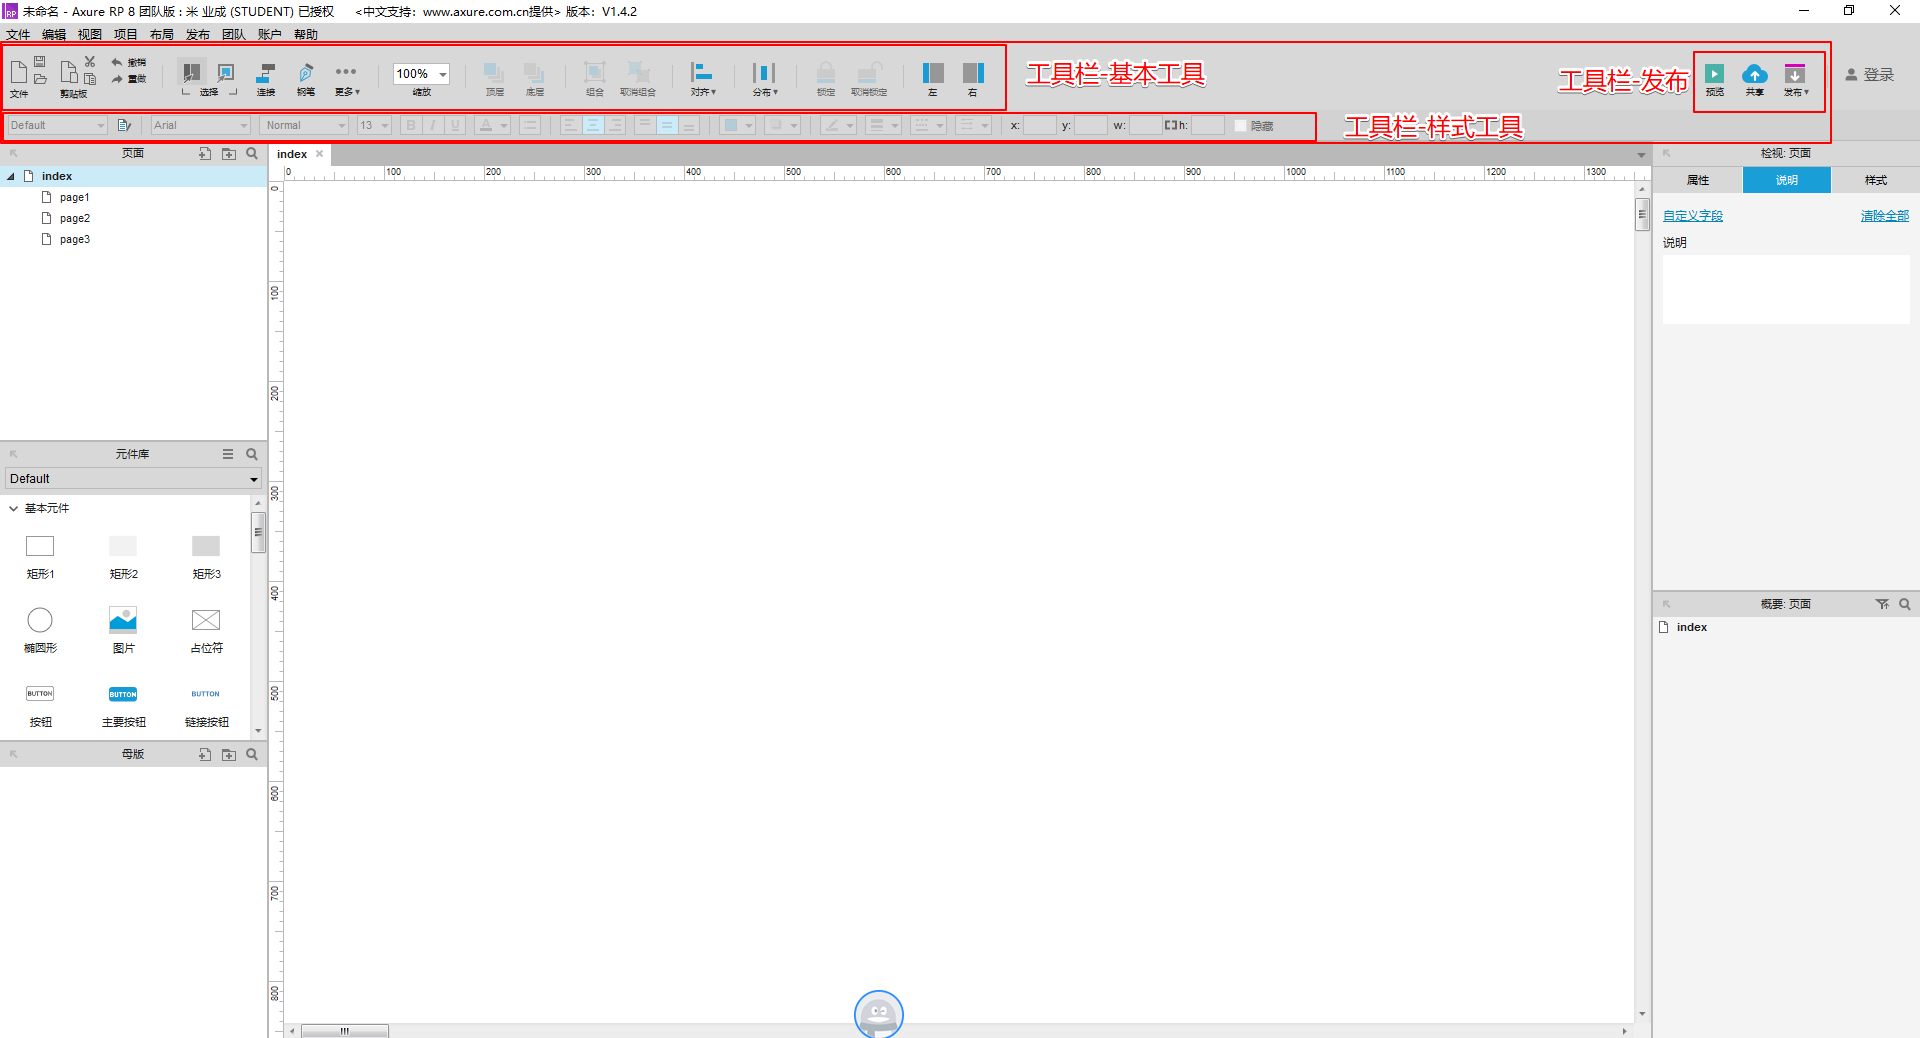 未命名 - Axure RP 8 团队版 : 米 业成 (STUDENT) 已授权 <中文支持：www.axure.com.cn提供> 版本：V1.4.2
文件 编辑 视图 项目 布局 发布 团队 账户 帮助
撤销
重做
文件 剪贴板 选择 连接 钢笔 更多 100% 缩放 顶层 底层 组合 取消组合 对齐 分布 锁定 取消锁定 左 右
工具栏-基本工具
工具栏-发布
预览 共享 发布
登录
Default Arial Normal 13 B I U A x: y: w: h: 隐藏
工具栏-样式工具
页面
index
page1
page2
page3
元件库
Default
基本元件
矩形1 矩形2 矩形3
椭圆形 图片 占位符
BUTTON BUTTON BUTTON
按钮 主要按钮 链接按钮
母版
index
0 100 200 300 400 500 600 700 800 900 1000 1100 1200 1300
0
100
200
300
400
500
600
700
800
检视: 页面
属性 说明 样式
自定义字段 清除全部
说明
概要: 页面
index